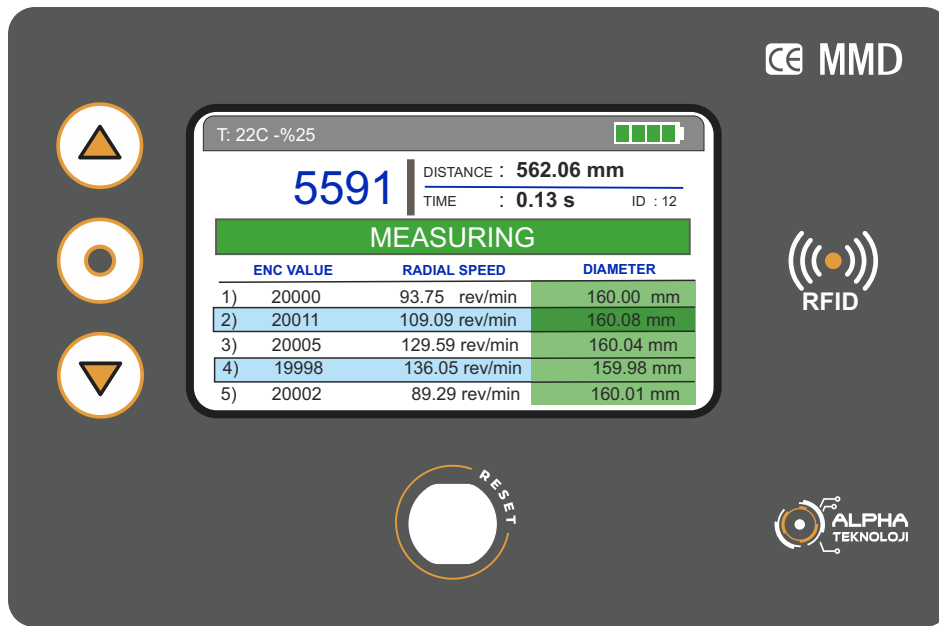 CE MMD
T: 22C -%25
5591
DISTANCE : 562.06 mm
TIME : 0.13 s ID : 12
MEASURING
ENC VALUE RADIAL SPEED DIAMETER
1) 20000 93.75 rev/min 160.00 mm
2) 20011 109.09 rev/min 160.08 mm
3) 20005 129.59 rev/min 160.04 mm
4) 19998 136.05 rev/min 159.98 mm
5) 20002 89.29 rev/min 160.01 mm
RFID
RESET
ALPHA
TEKNOLOJI